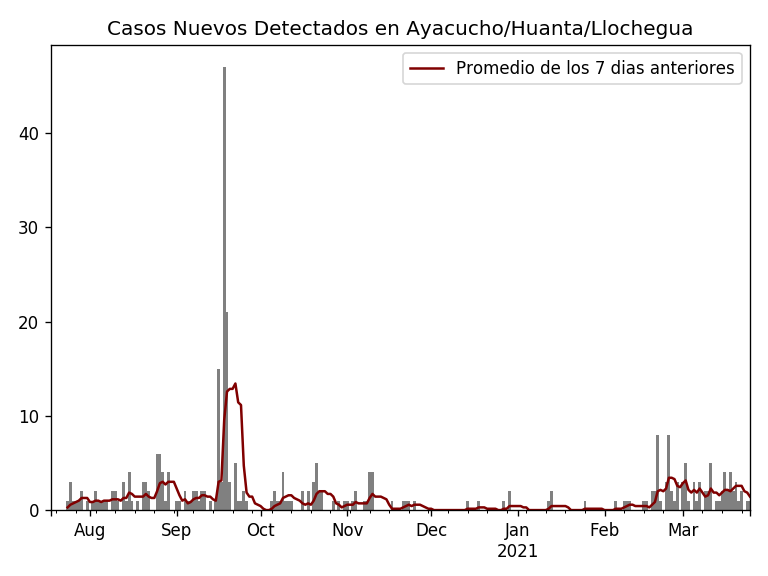 Casos Nuevos Detectados en Ayacucho/Huanta/Llochegua
Promedio de los 7 dias anteriores
40
30
20
10
0
Aug Sep Oct Nov Dec Jan Feb Mar
2021